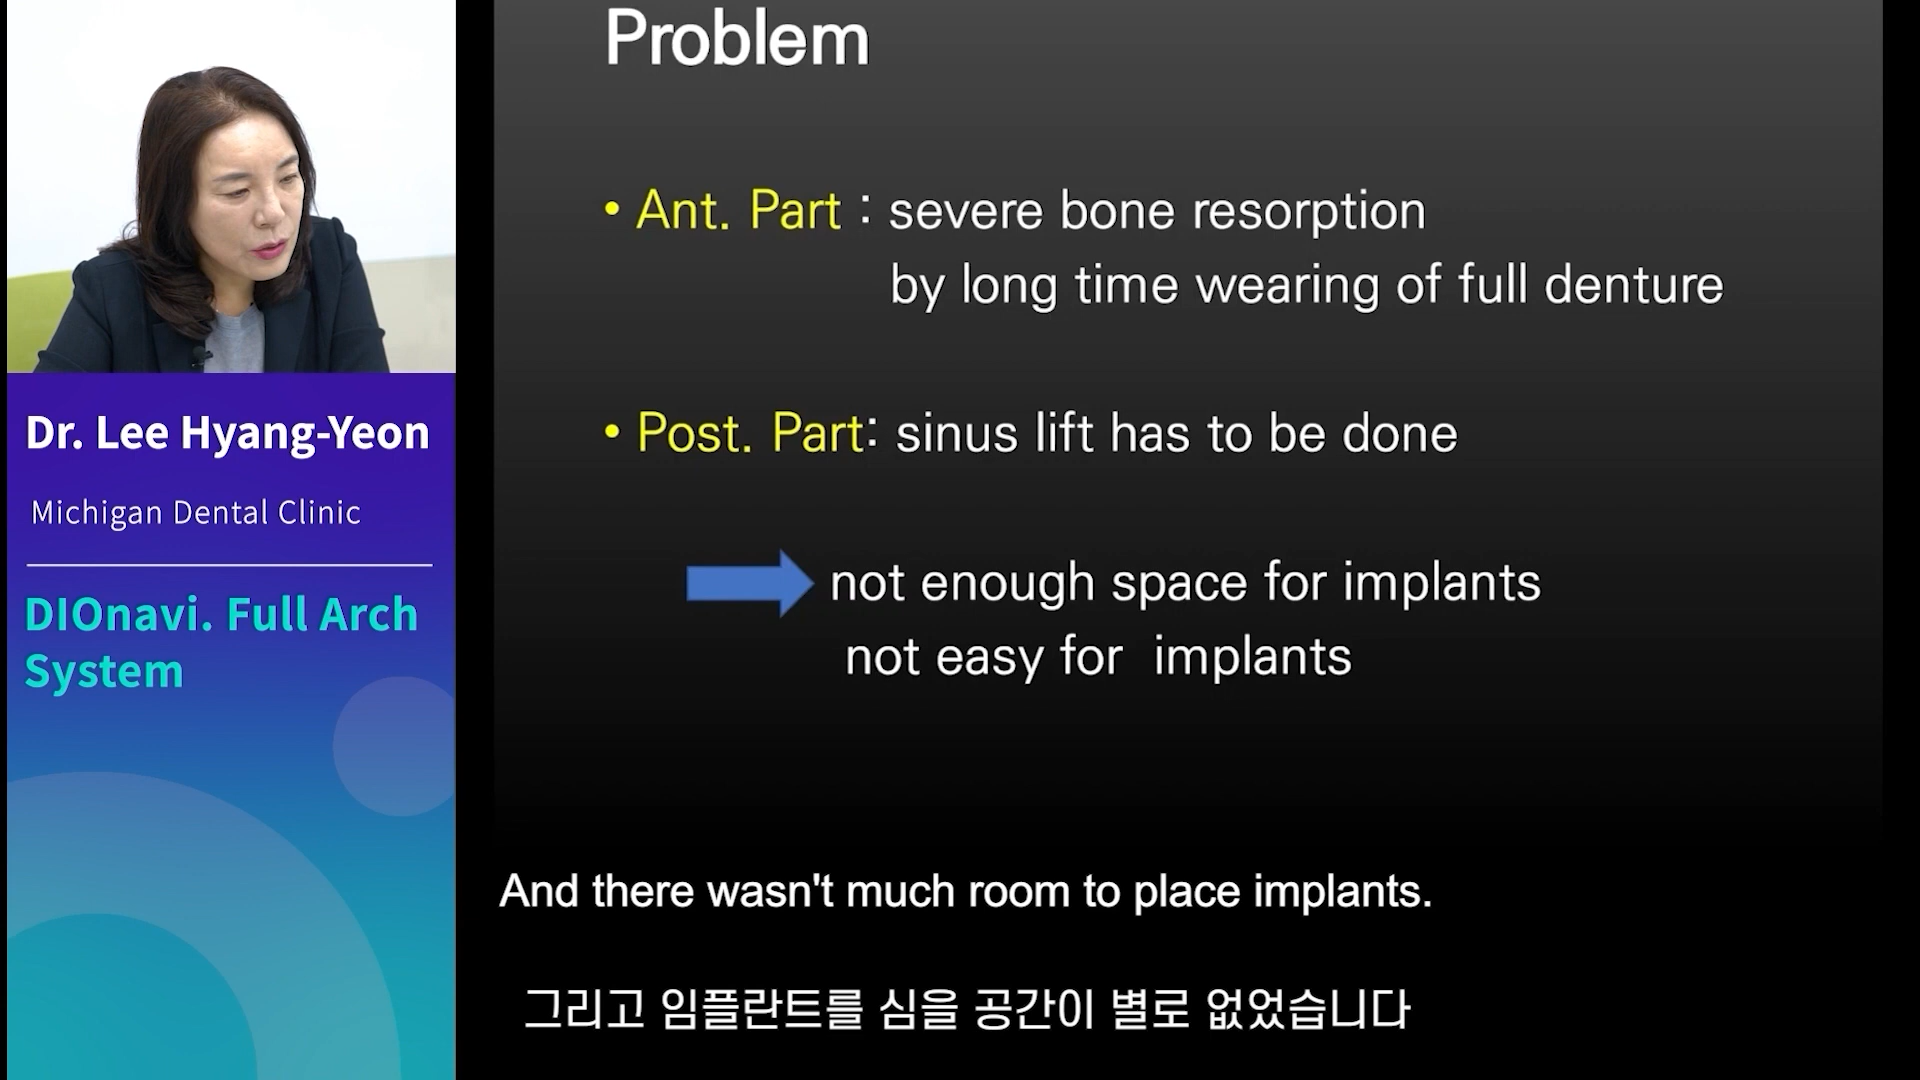 Dr. Lee Hyang-Yeon
Michigan Dental Clinic
DIOnavi. Full Arch
System
Problem
• Ant. Part : severe bone resorption
by long time wearing of full denture
• Post. Part: sinus lift has to be done
not enough space for implants
not easy for implants
And there wasn't much room to place implants.
그리고 임플란트를 심을 공간이 별로 없었습니다